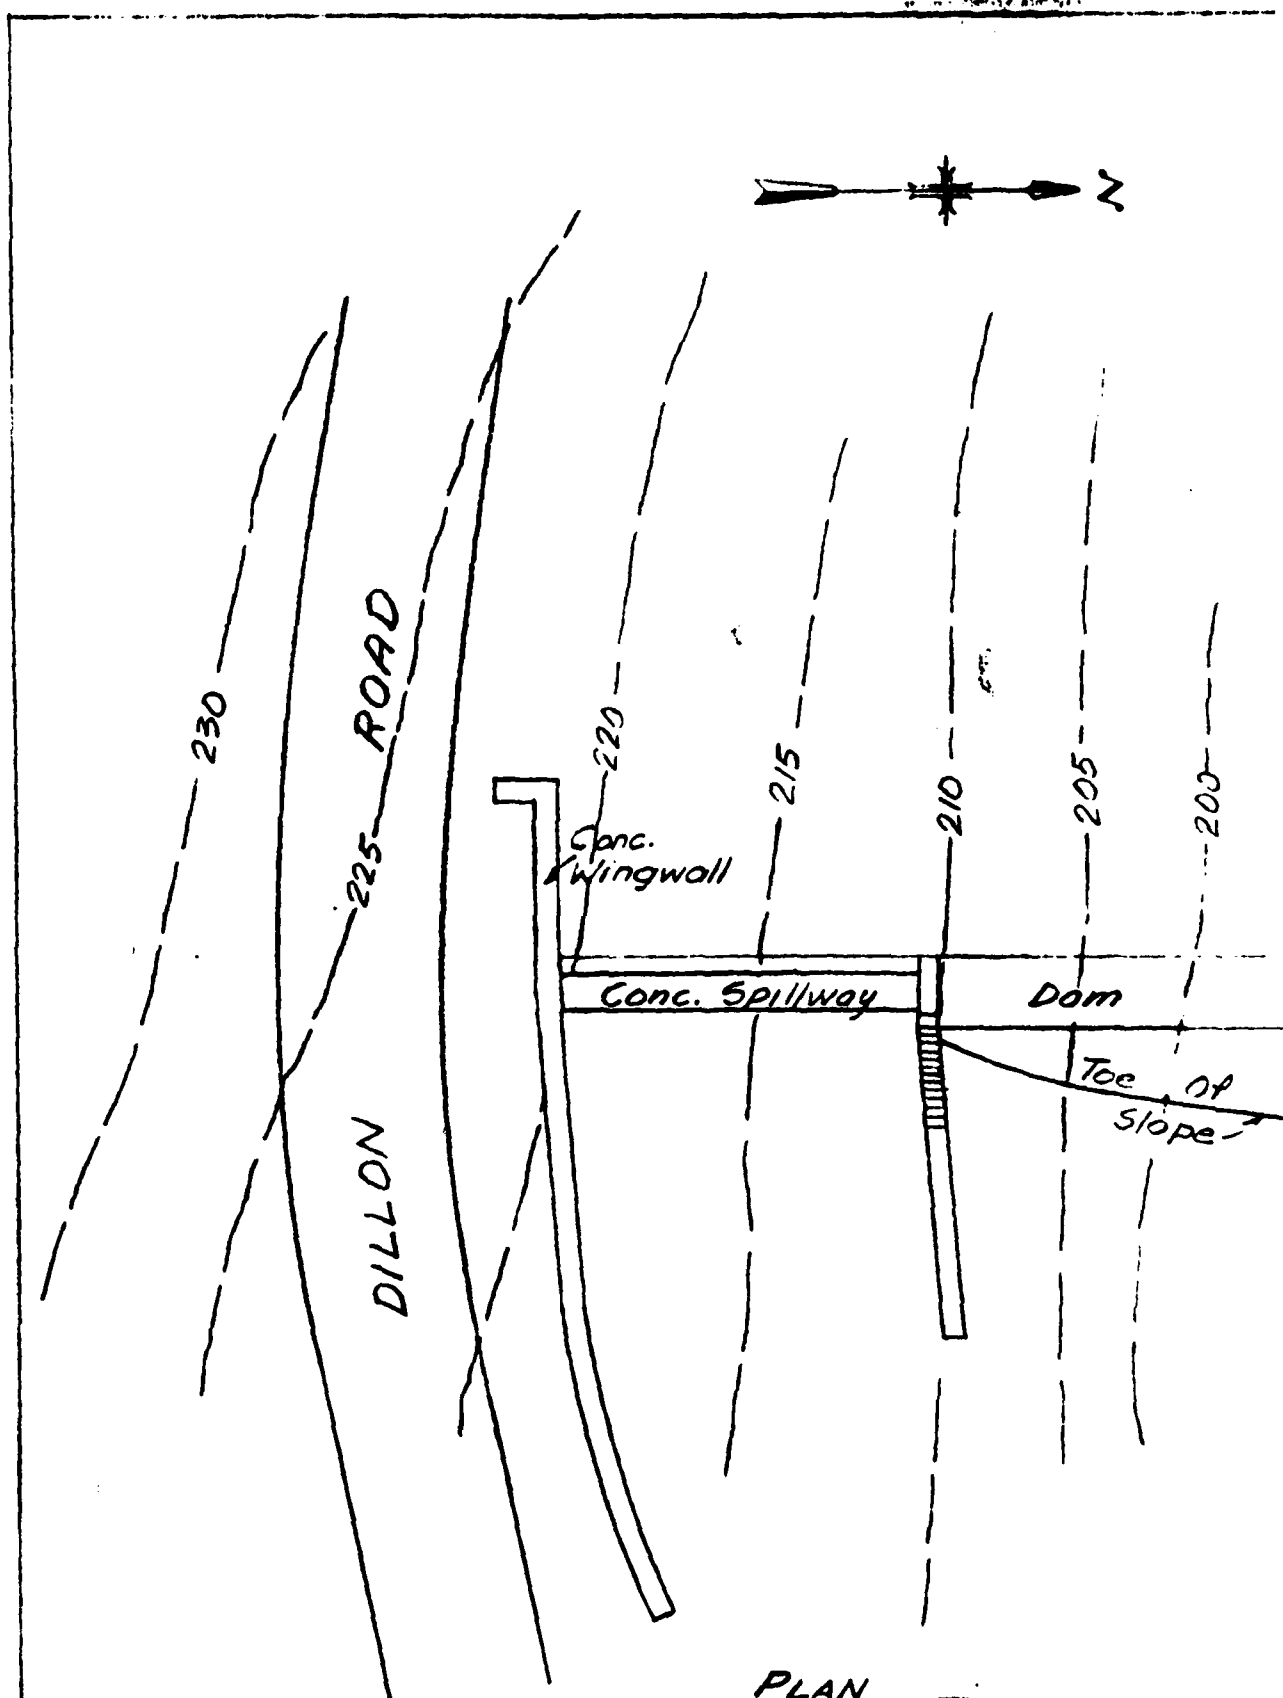 N
230
225
ROAD
220
215
210
205
200
Conc.
Wingwall
Conc. Spillway
Dam
Toe of
Slope
DILLON
PLAN